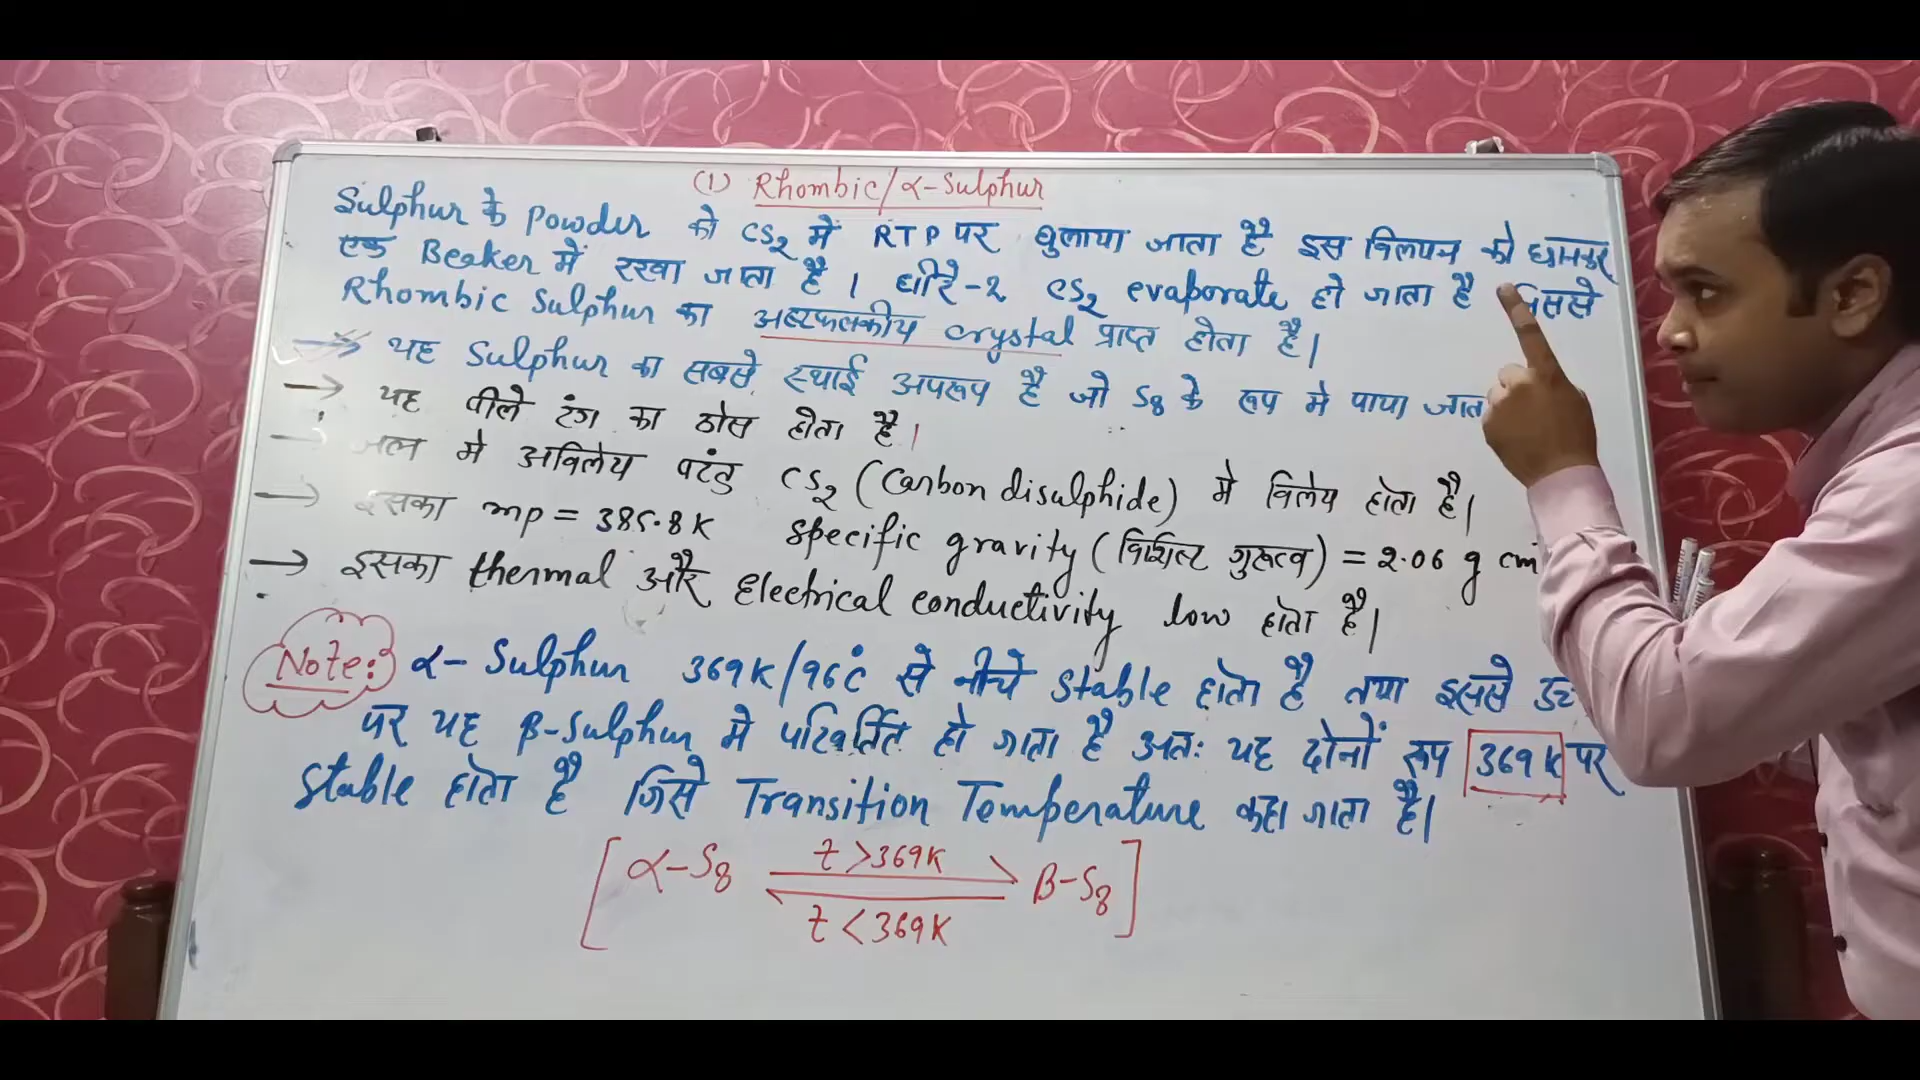 (1) Rhombic/α-Sulphur
Sulphur के Powder को CS₂ में RTP पर घुलाया जाता है इस विलयन को छानकर
एक Beaker में रखा जाता है। धीरे-2 CS₂ evaporate हो जाता है जिससे
Rhombic Sulphur का अष्टफलकीय crystal प्राप्त होता है।
→ यह Sulphur का सबसे स्थाई अपरूप है जो S₈ के रूप मे पाया जाता
→ यह पीले रंग का ठोस होता है।
→ जल मे अविलेय परंतु CS₂ (Carbon disulphide) मे विलेय होता है।
→ इसका mp = 385.8K Specific gravity (विशिष्ट गुरुत्व) = 2.06 g cm
→ इसका thermal और Electrical conductivity low होता है।
Note: α- Sulphur 369K/96°C से नीचे Stable होता है तथा इससे उच्च
पर यह β-Sulphur मे परिवर्तित हो जाता है अतः यह दोनों रूप 369K पर
Stable होता है जिसे Transition Temperature कहा जाता है।
[α-S₈ t>369K ⇌ t<369K β-S₈]